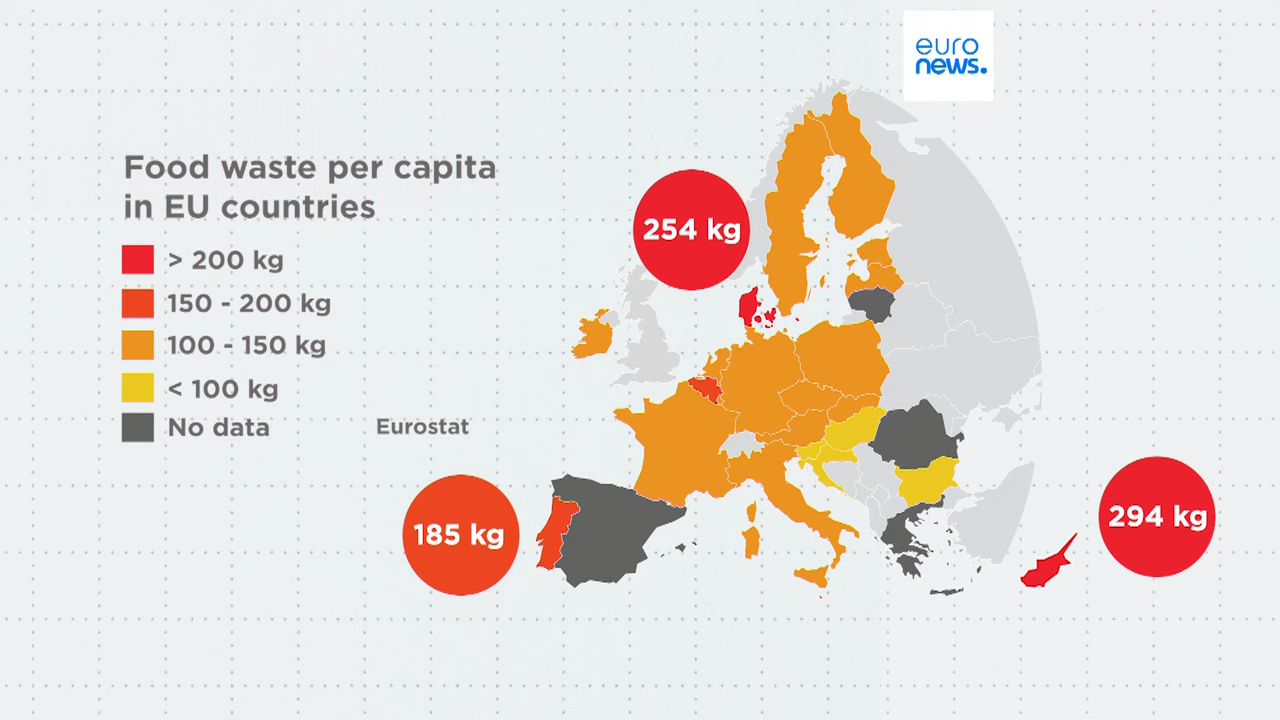 euro
news.
Food waste per capita
in EU countries
> 200 kg
150 - 200 kg
100 - 150 kg
< 100 kg
No data
Eurostat
254 kg
185 kg
294 kg